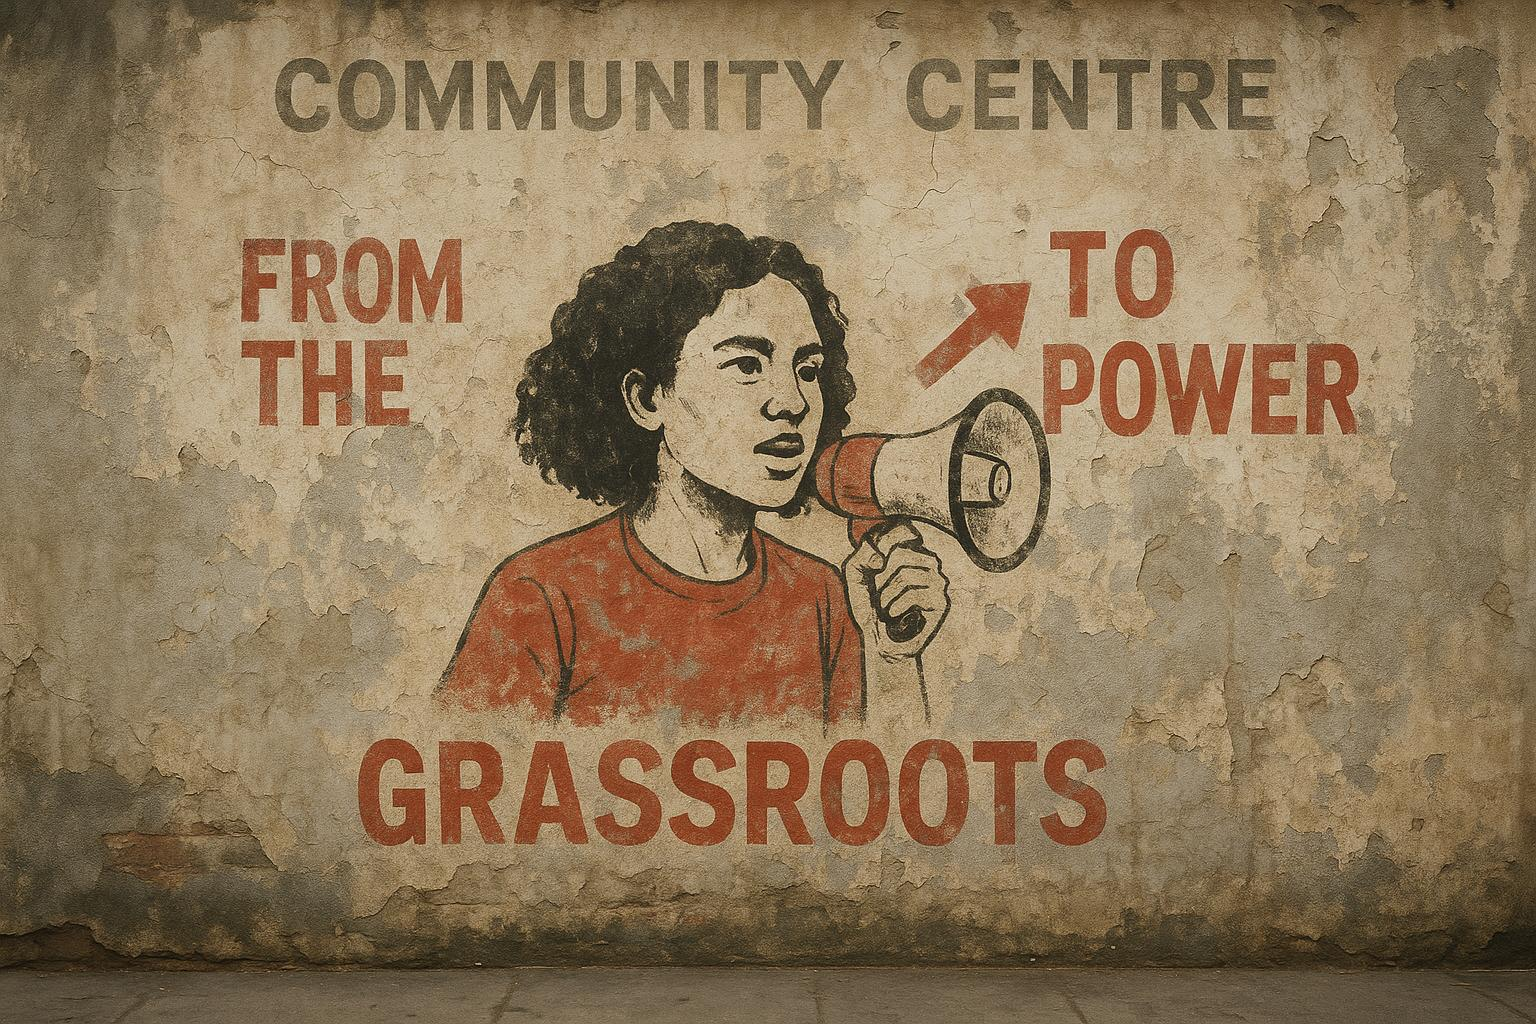 COMMUNITY CENTRE
FROM
THE
GRASSROOTS
TO
POWER